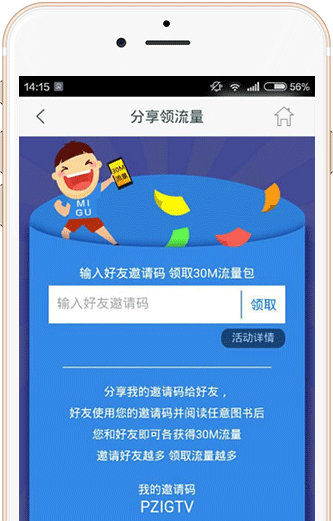 14:15
56%
分享领流量
30M
流量
MI
GU
输入好友邀请码 领取30M流量包
输入好友邀请码
领取
活动详情
分享我的邀请码给好友，
好友使用您的邀请码并阅读任意图书后
您和好友即可各获得30M流量
邀请好友越多 领取流量越多
我的邀请码
PZIGTV